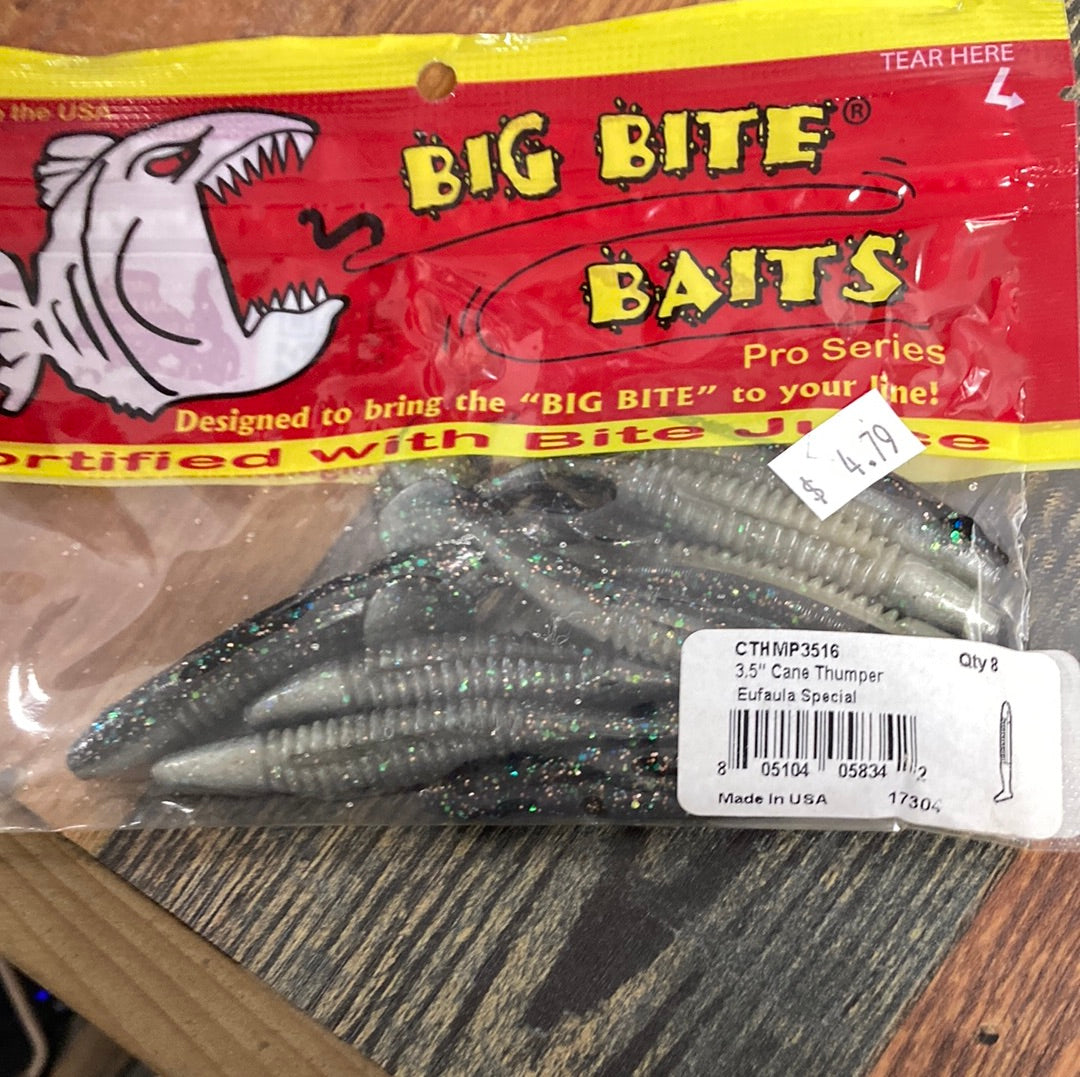 TEAR HERE
the USA
BIG BITE®
BAITS
Pro Series
Designed to bring the “BIG BITE” to your line!
ortified with Bite
$ 4.79
CTHMP3516
Qty 8
3.5" Cane Thumper
Eufaula Special
8 05104 05834 2
Made In USA 17304